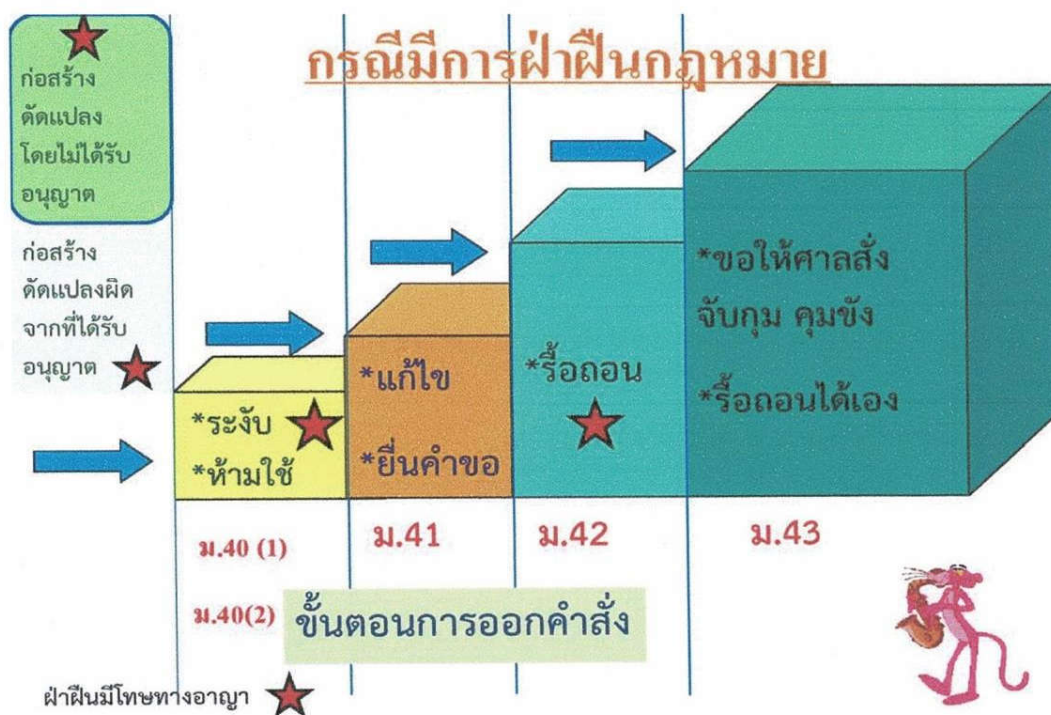 กรณีมีการฝ่าฝืนกฎหมาย
ก่อสร้าง
ดัดแปลง
โดยไม่ได้รับ
อนุญาต
ก่อสร้าง
ดัดแปลงผิด
จากที่ได้รับ
อนุญาต
*ระงับ
*ห้ามใช้
*แก้ไข
*ยื่นคำขอ
*รื้อถอน
*ขอให้ศาลสั่ง
จับกุม คุมขัง
*รื้อถอนได้เอง
ม.40 (1)
ม.40(2)
ม.41
ม.42
ม.43
ขั้นตอนการออกคำสั่ง
ฝ่าฝืนมีโทษทางอาญา